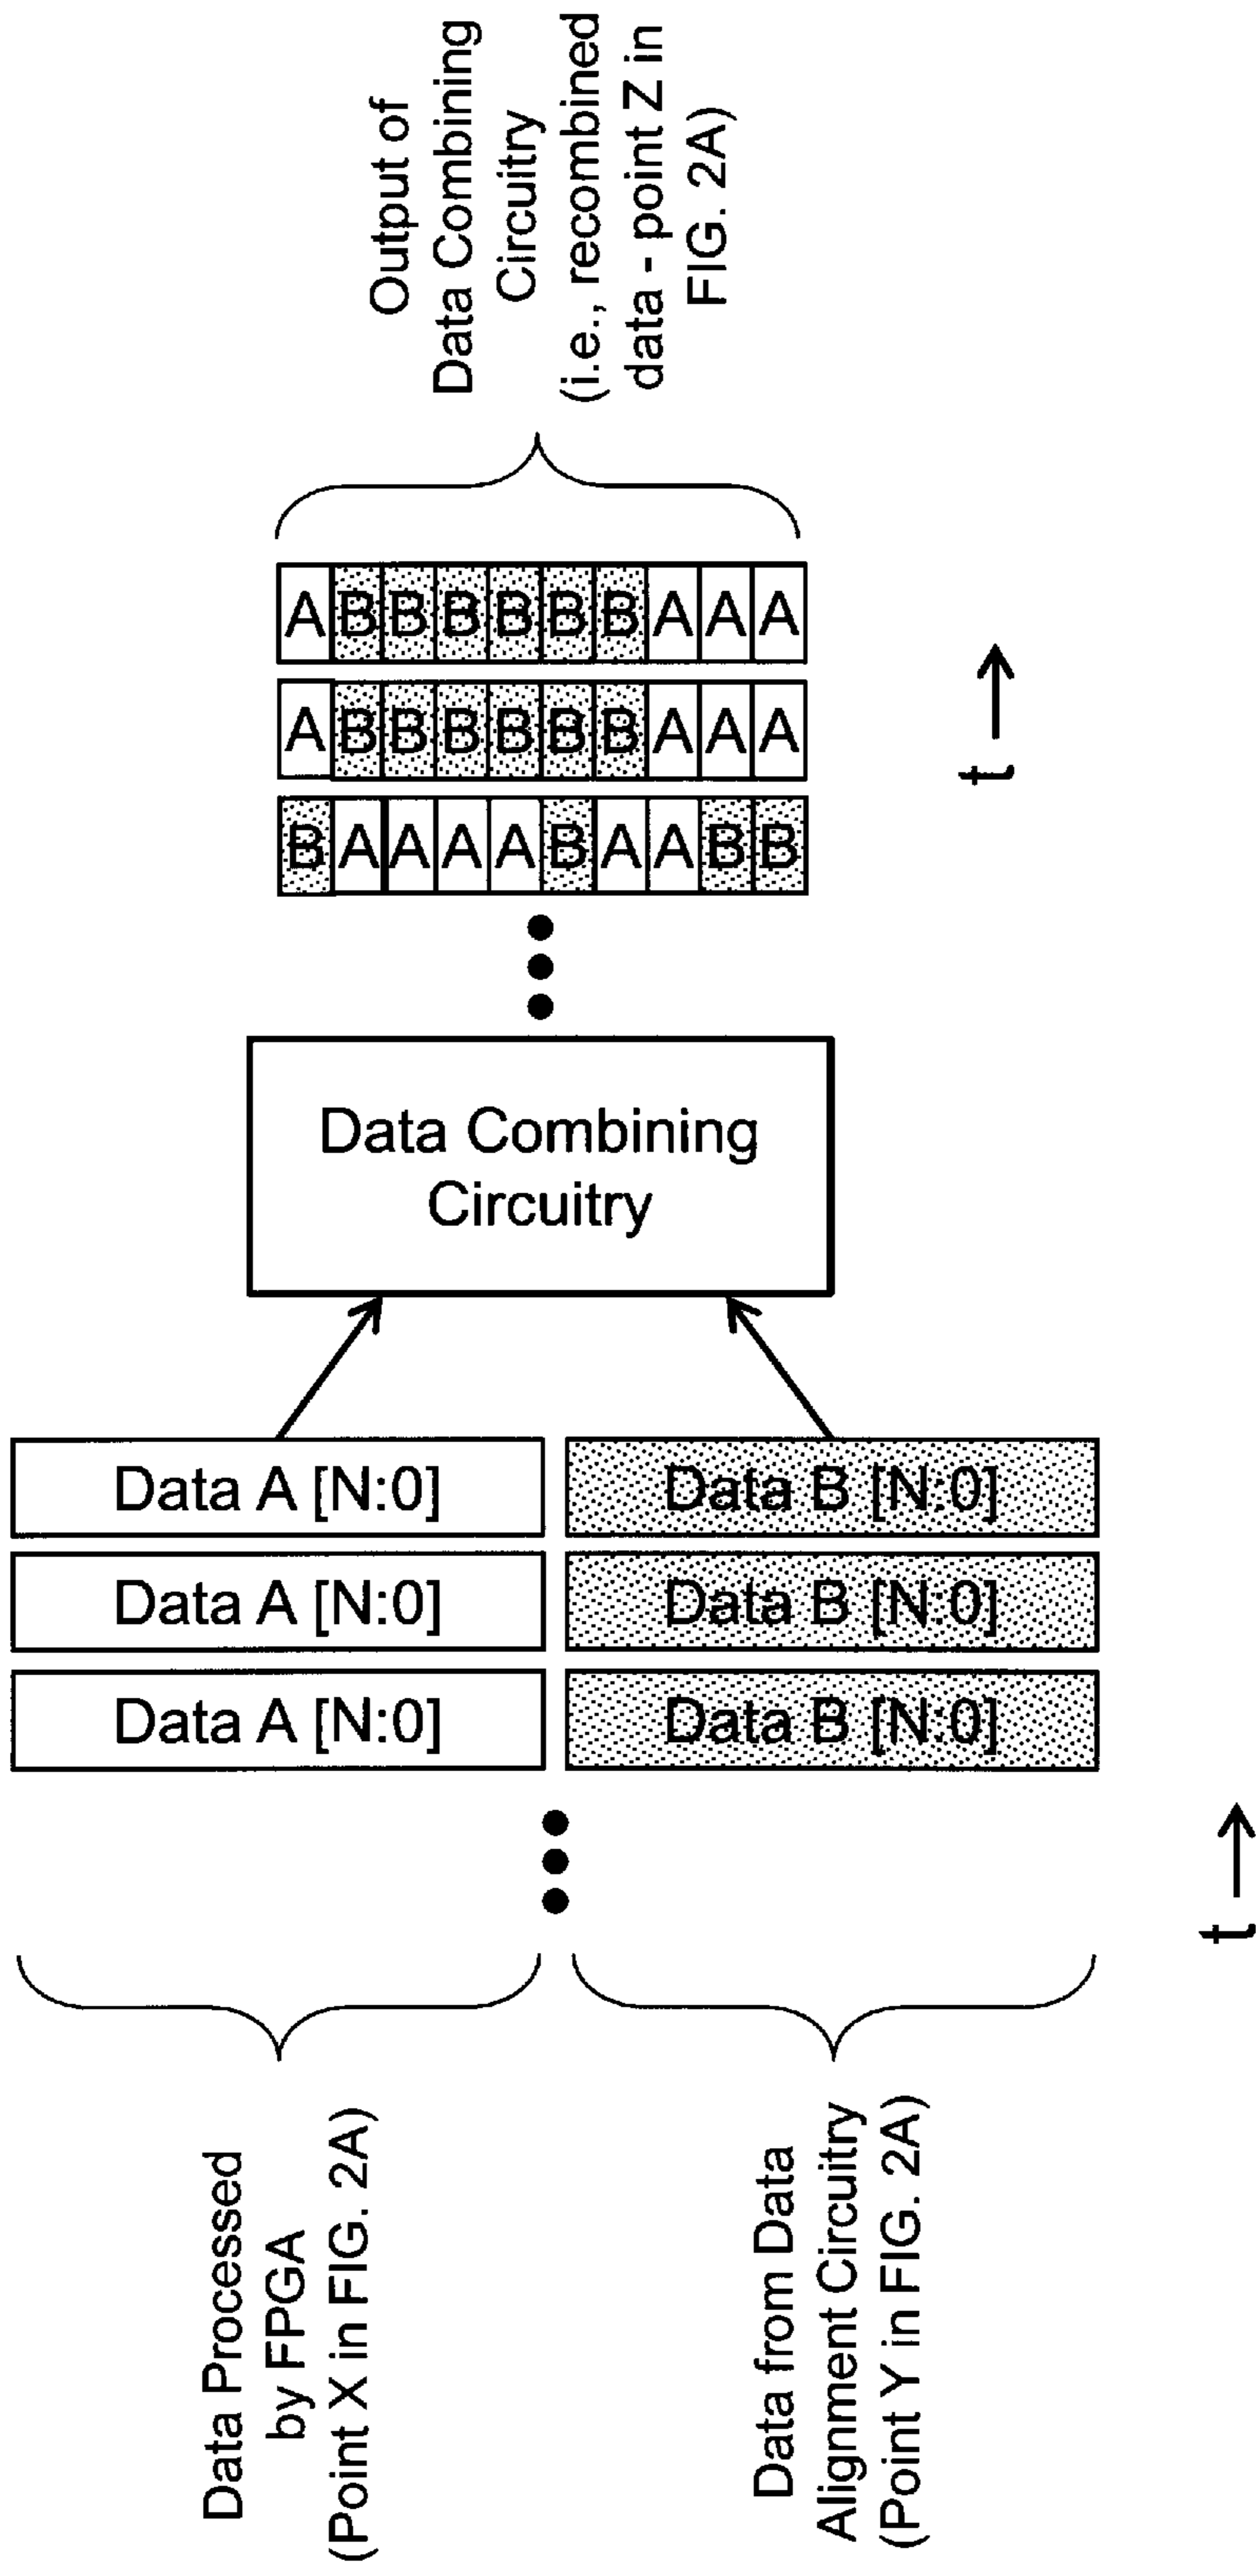 Data Processed
by FPGA
(Point X in FIG. 2A)
Data from Data
Alignment Circuitry
(Point Y in FIG. 2A)
t
Data A [N:0]
Data A [N:0]
Data A [N:0]
Data B [N:0]
Data B [N:0]
Data B [N:0]
Data Combining
Circuitry
B A A A A B A A B B
A B B B B B B A A A
A B B B B B B A A A
t
Output of
Data Combining
Circuitry
(i.e., recombined
data - point Z in
FIG. 2A)